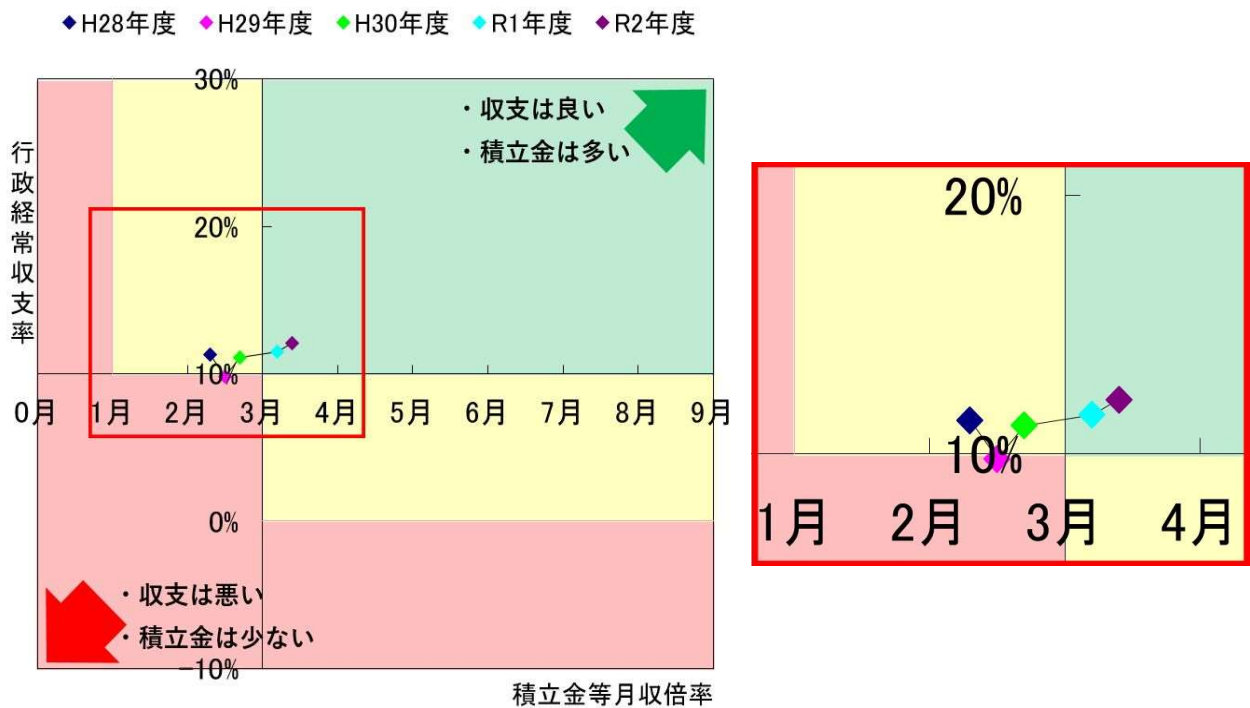 ◆H28年度 ◆H29年度 ◆H30年度 ◆R1年度 ◆R2年度
30%
・収支は良い
・積立金は多い
行政経常収支率
20%
10%
0月 1月 2月 3月 4月 5月 6月 7月 8月 9月
0%
・収支は悪い
・積立金は少ない
-10%
積立金等月収倍率
20%
10%
1月 2月 3月 4月